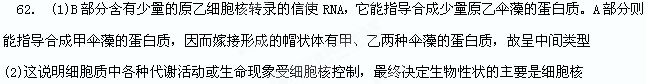 62. (1)B 部分含有少量的原乙细胞核转录的信使 RNA，它能指导合成少量原乙伞藻的蛋白质。A 部分则
能指导合成甲伞藻的蛋白质，因而嫁接形成的帽状体有甲、乙两种伞藻的蛋白质，故呈中间类型
(2)这说明细胞质中各种代谢活动或生命现象受细胞核控制，最终决定生物性状的主要是细胞核